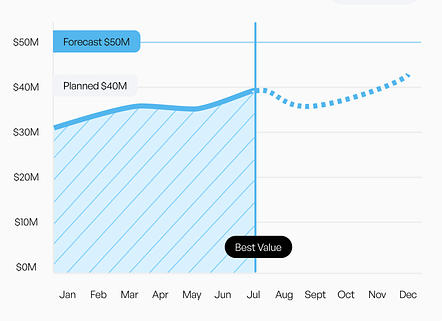 $50M
Forecast $50M
$40M
Planned $40M
$30M
$20M
$10M
Best Value
$0M
Jan Feb Mar Apr May Jun Jul Aug Sept Oct Nov Dec